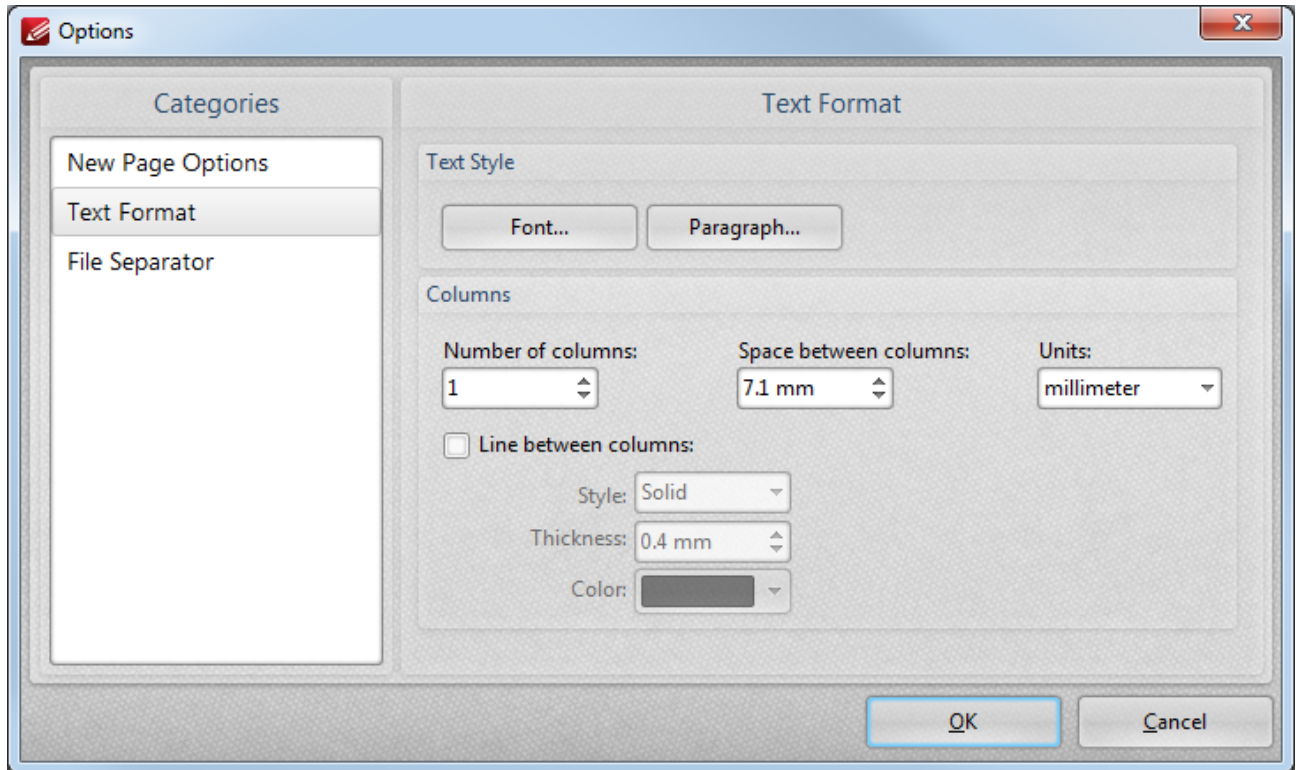 Options
Categories
New Page Options
Text Format
File Separator
Text Format
Text Style
Font... Paragraph...
Columns
Number of columns: Space between columns: Units:
1 7.1 mm millimeter
Line between columns:
Style: Solid
Thickness: 0.4 mm
Color:
OK Cancel